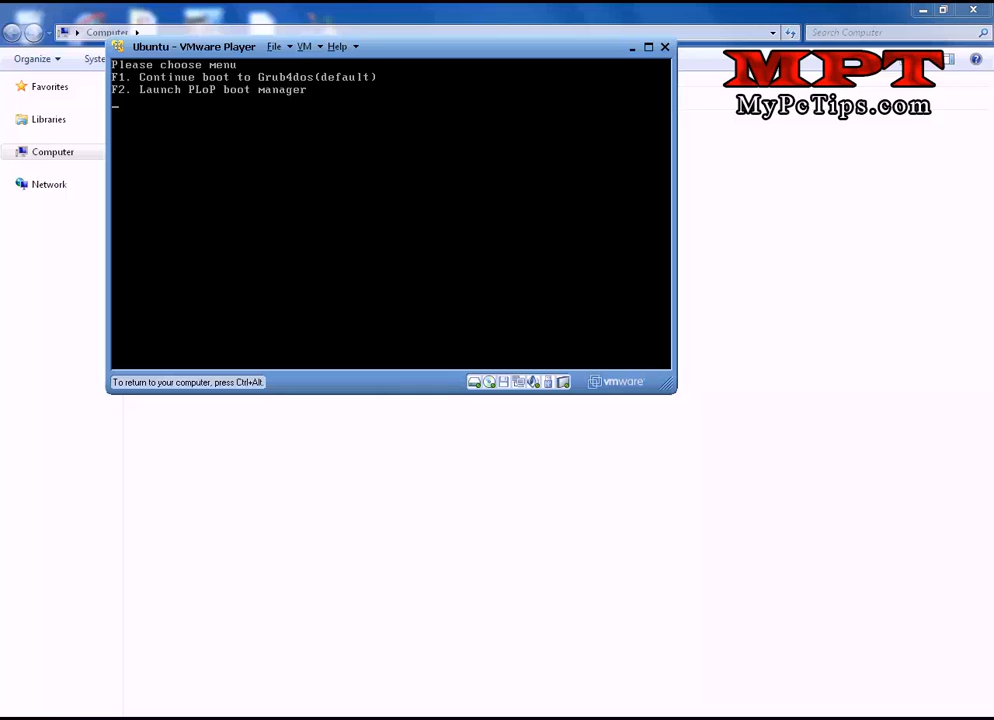 Computer
Search Computer
Ubuntu - VMware Player
File
VM
Help
Organize
Syste
Favorites
Libraries
Computer
Network
Please choose menu
F1. Continue boot to Grub4dos(default)
F2. Launch PLoP boot manager
To return to your computer, press Ctrl+Alt.
vmware
MPT
MyPcTips.com